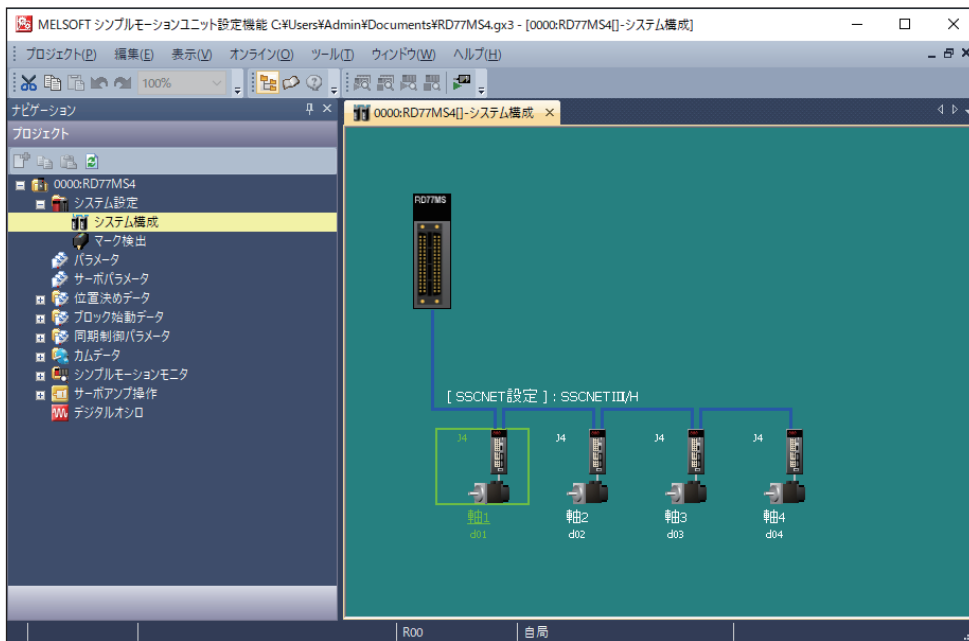 MELSOFT シンプルモーションユニット設定機能 C:¥Users¥Admin¥Documents¥RD77MS4.gx3 - [0000:RD77MS4[]-システム構成]
プロジェクト(P) 編集(E) 表示(V) オンライン(O) ツール(T) ウィンドウ(W) ヘルプ(H)
100%
ナビゲーション
0000:RD77MS4[]-システム構成
プロジェクト
0000:RD77MS4
システム設定
システム構成
マーク検出
パラメータ
サーボパラメータ
位置決めデータ
ブロック始動データ
同期制御パラメータ
カムデータ
シンプルモーションモニタ
サーボアンプ操作
デジタルオシロ
RD77MS
[ SSCNET設定 ] : SSCNETIII/H
J4 J4 J4 J4
軸1 軸2 軸3 軸4
d01 d02 d03 d04
R00 自局